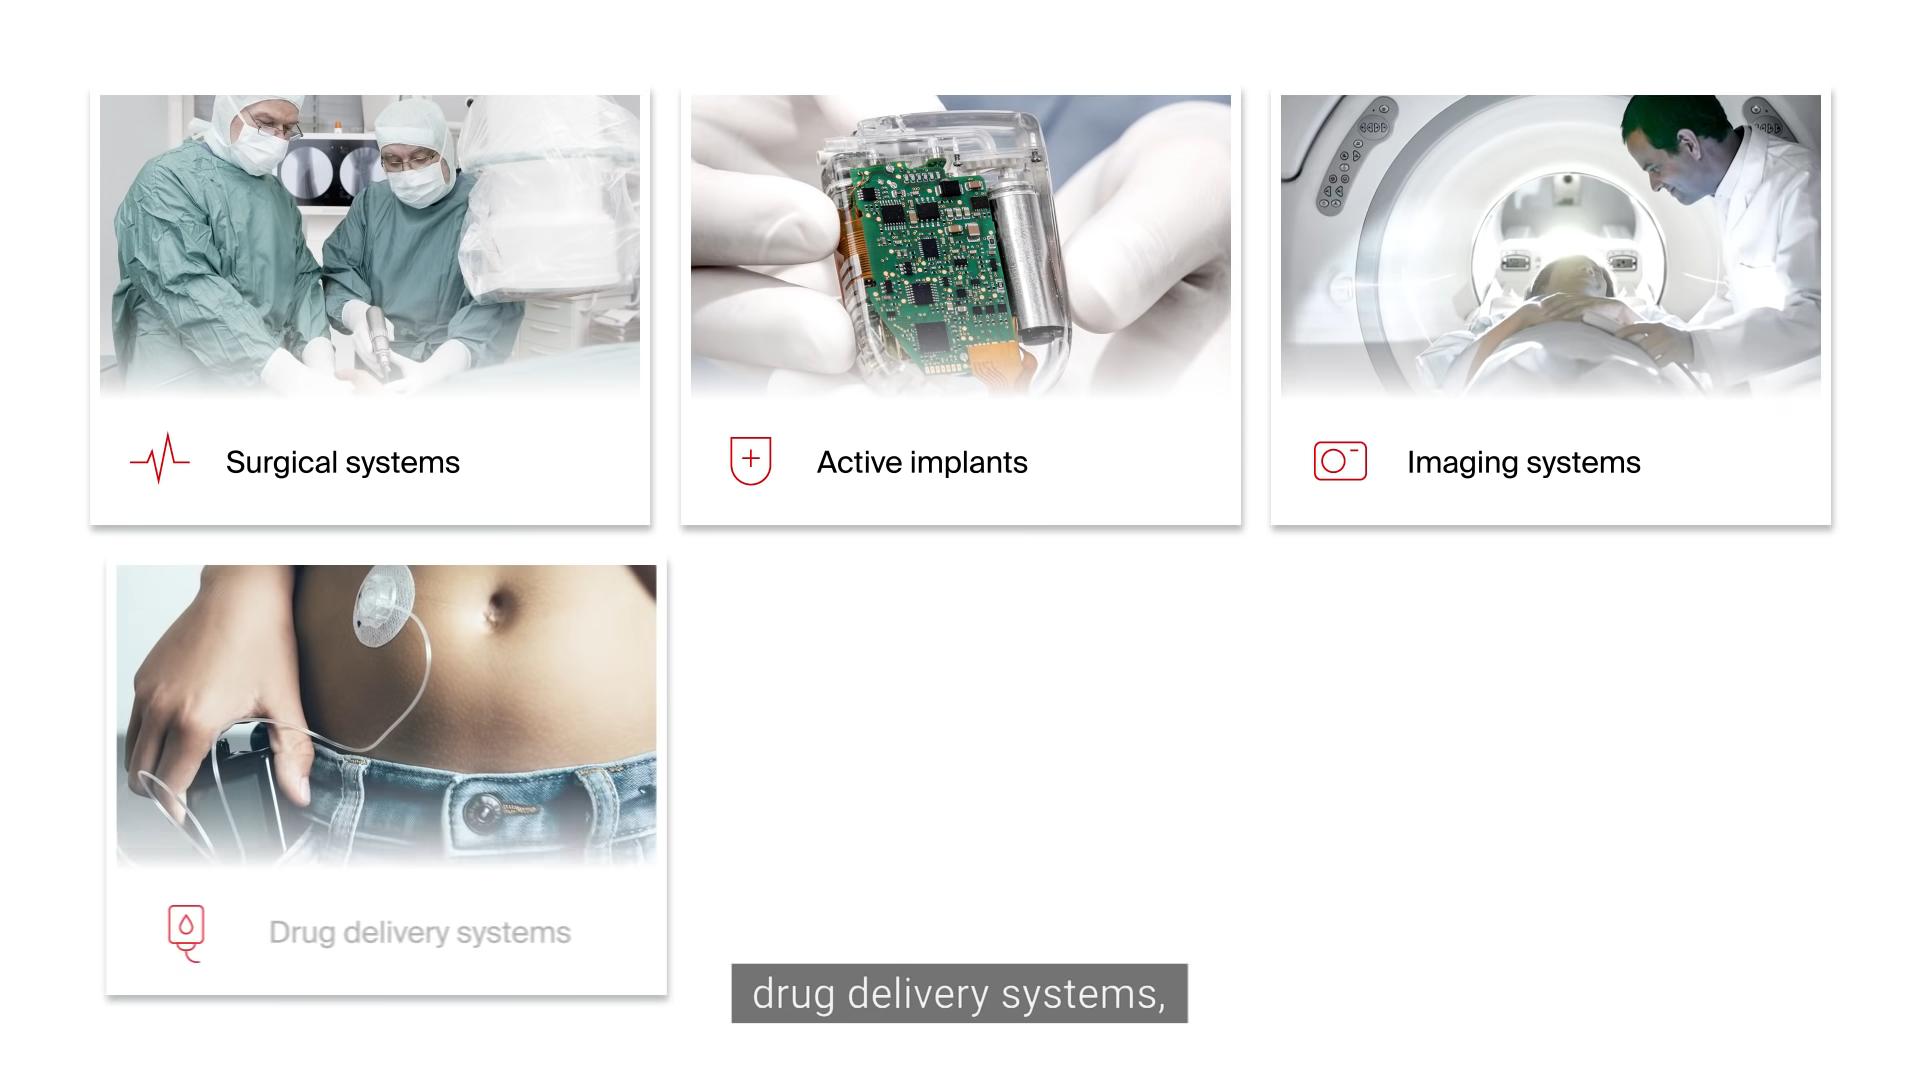 Surgical systems
Active implants
Imaging systems
Drug delivery systems
drug delivery systems,